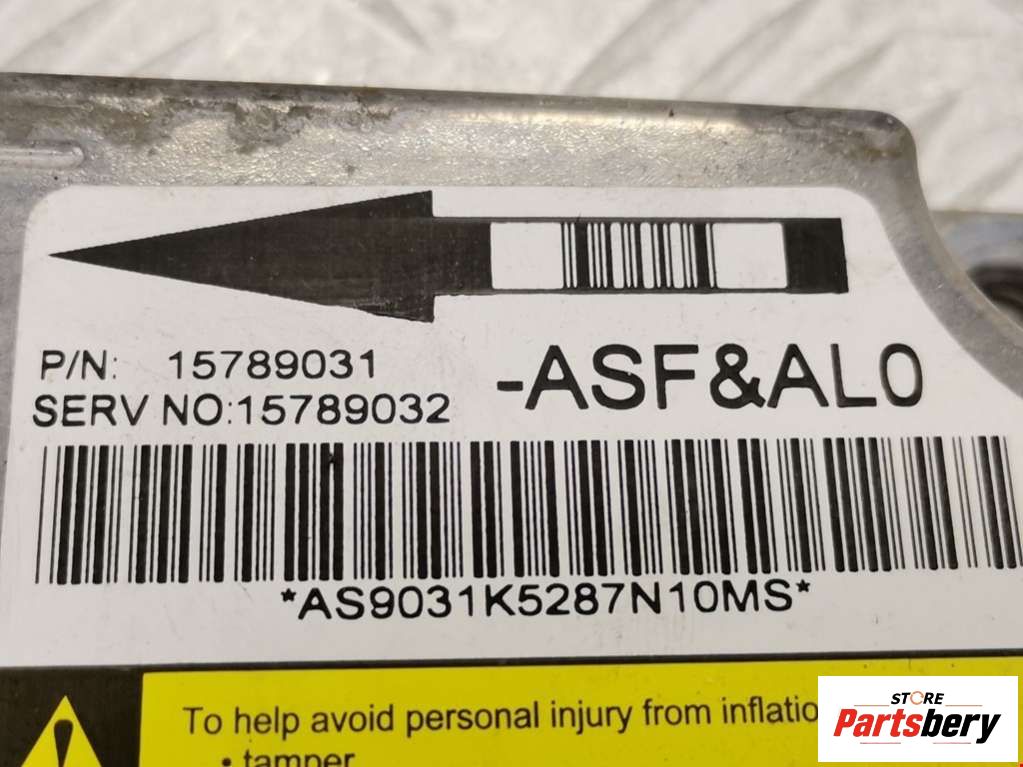 P/N: 15789031
SERV NO:15789032
-ASF&AL0
*AS9031K5287N10MS*
To help avoid personal injury from inflatio
• tamper
STORE
Partsbery